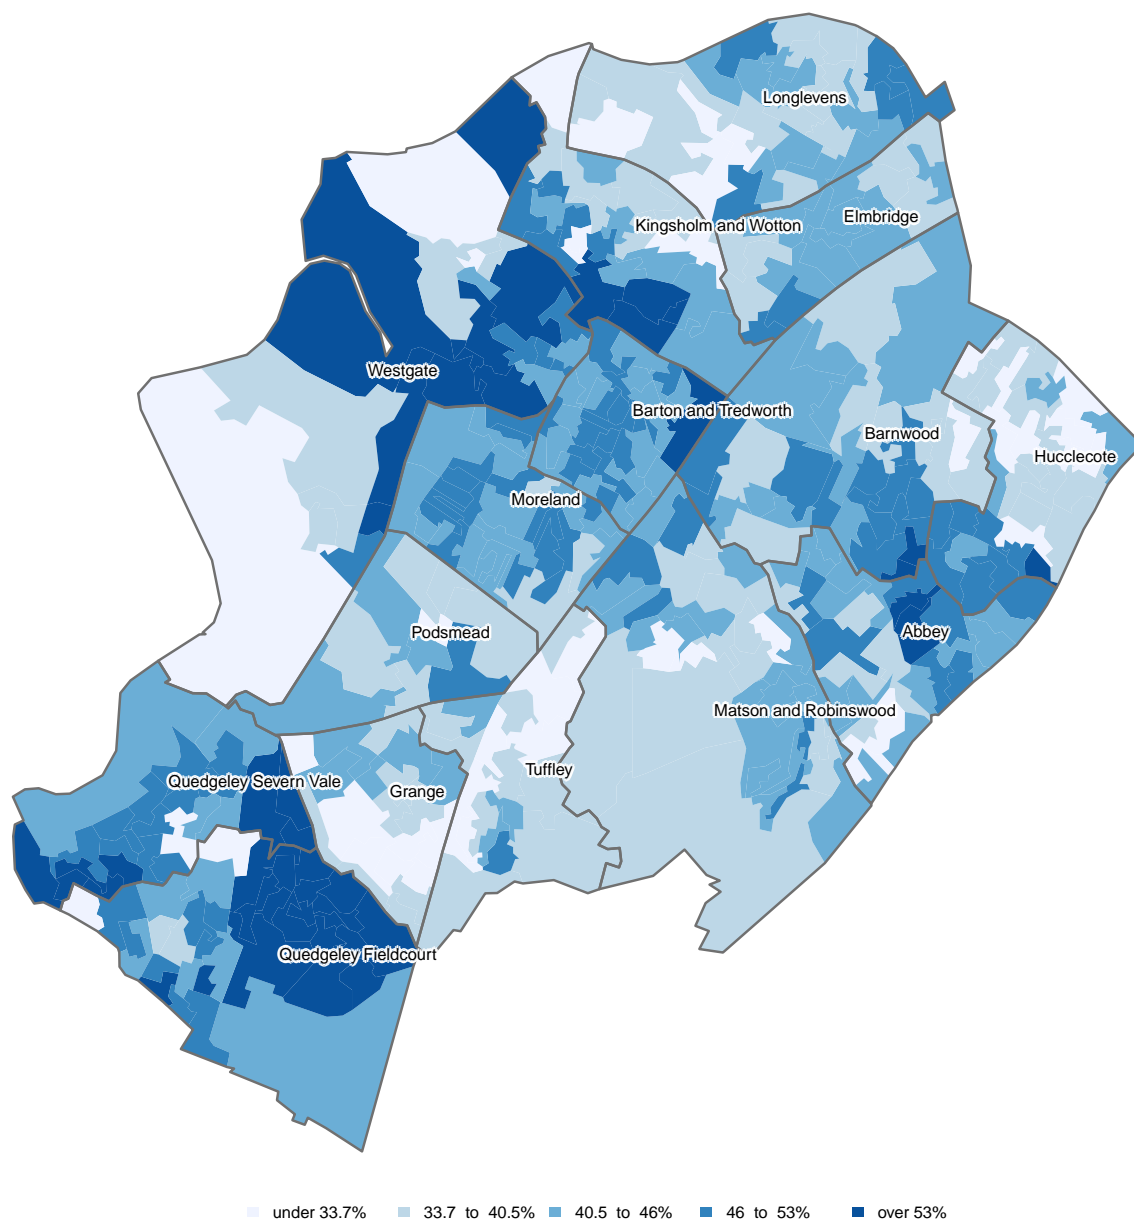 Longlevens
Elmbridge
Kingsholm and Wotton
Westgate
Barton and Tredworth
Barnwood
Hucclecote
Moreland
Podsmead
Abbey
Matson and Robinswood
Tuffley
Quedgeley Severn Vale
Grange
Quedgeley Fieldcourt
under 33.7% 33.7 to 40.5% 40.5 to 46% 46 to 53% over 53%